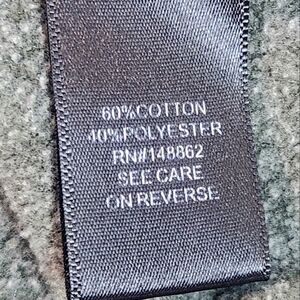 60%COTTON
40%POLYESTER
RN#148862
SEE CARE
ON REVERSE